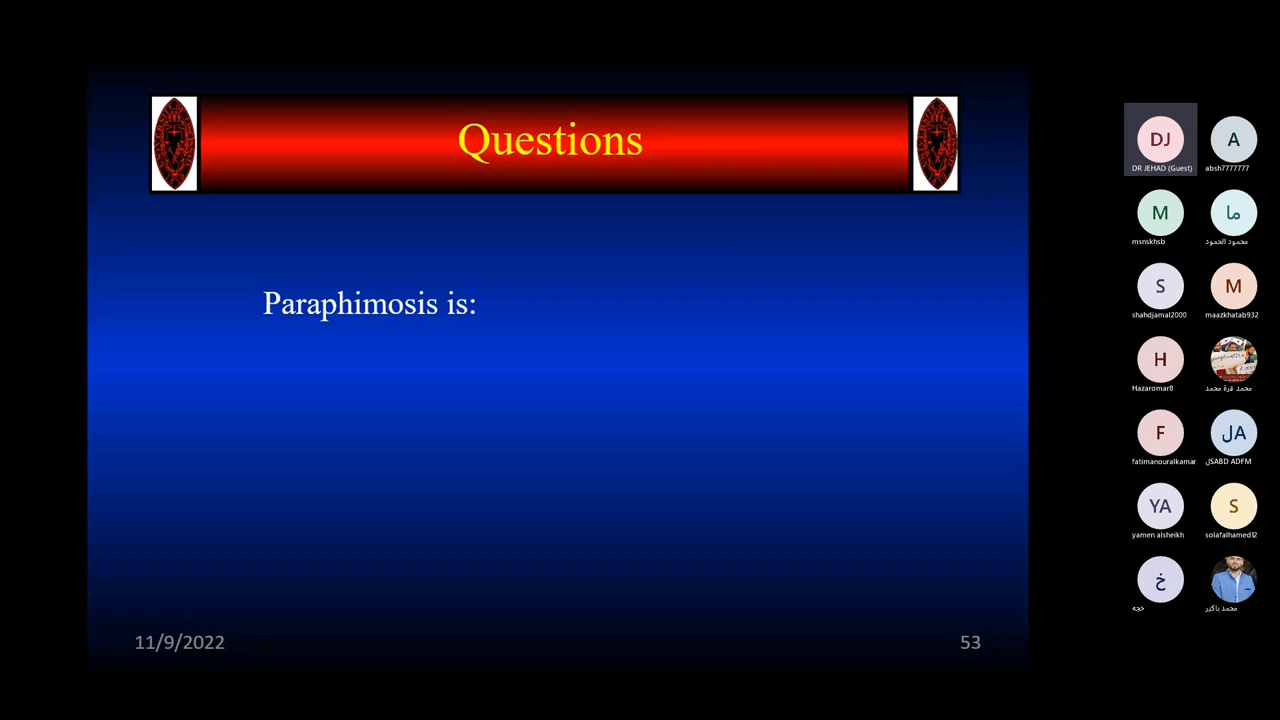 Questions
Paraphimosis is:
11/9/2022
53
DJ
DR JEHAD (Guest)
A
absh7777777
M
msnskhsb
ما
محمود الحمود
S
shahdjamal2000
M
maazkhatab932
H
Hazaromar8
محمد قرة محمد
F
fatimanouralkamar
JA
JSABD ADFM
YA
yamen alsheikh
S
solafalhamed12
خ
خجه
محمد باكير